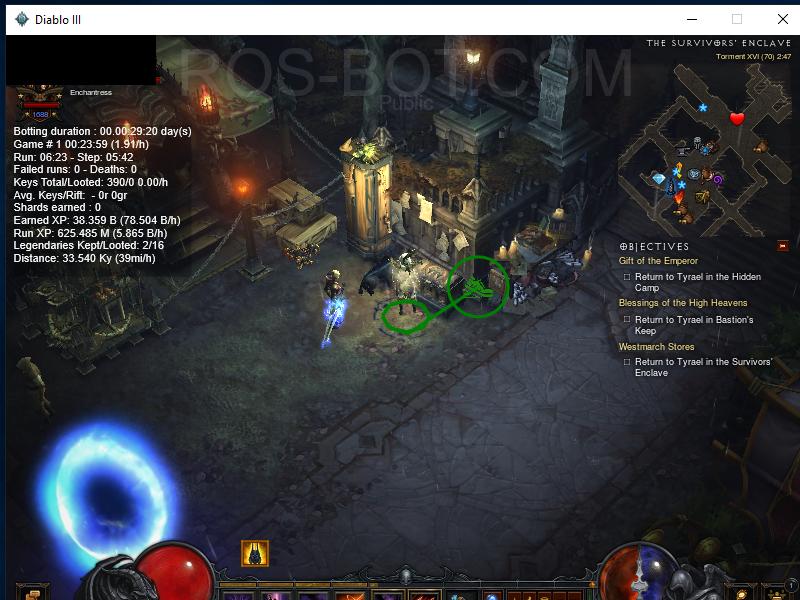 Diablo III
ROS-BOT.COM
Public
THE SURVIVORS' ENCLAVE
Torment XVI (70) 2:47
Enchantress
1688
Botting duration : 00.00:29:20 day(s)
Game # 1 00:23:59 (1.91/h)
Run: 06:23 - Step: 05:42
Failed runs: 0 - Deaths: 0
Keys Total/Looted: 390/0 0.00/h
Avg. Keys/Rift: - 0r 0gr
Shards earned : 0
Earned XP: 38.359 B (78.504 B/h)
Run XP: 625.485 M (5.865 B/h)
Legendaries Kept/Looted: 2/16
Distance: 33.540 Ky (39mi/h)
OBJECTIVES
Gift of the Emperor
Return to Tyrael in the Hidden
Camp
Blessings of the High Heavens
Return to Tyrael in Bastion's
Keep
Westmarch Stores
Return to Tyrael in the Survivors'
Enclave
1